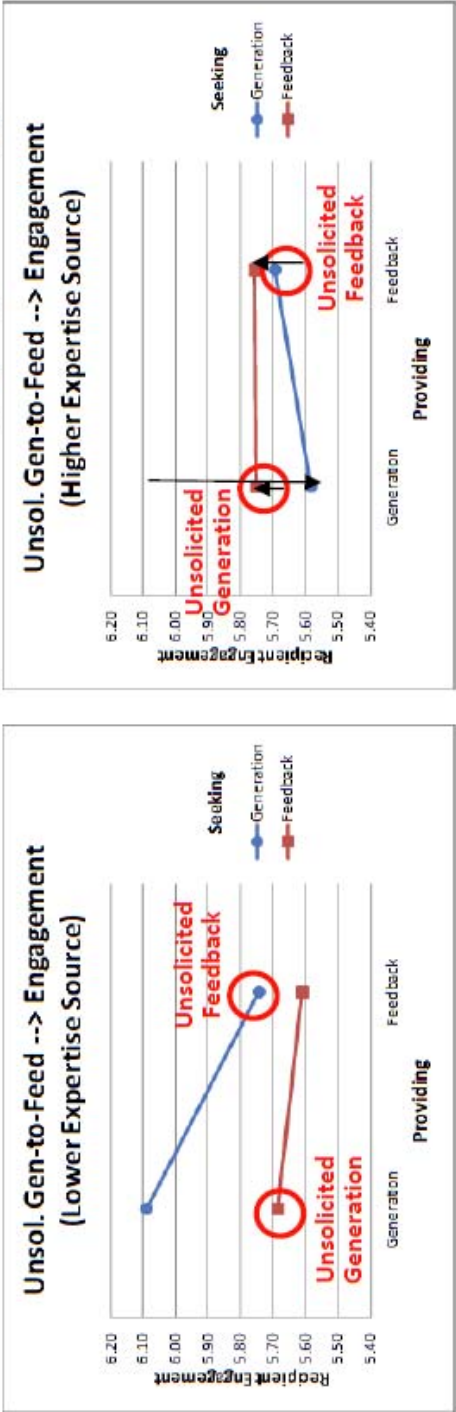 Unsol. Gen-to-Feed --> Engagement
(Lower Expertise Source)
Recipient Engagement
6.20
6.10
6.00
5.90
5.80
5.70
5.60
5.50
5.40
Unsolicited
Feedback
Unsolicited
Generation
Generation
Feedback
Providing
Seeking
Generation
Feedback
Unsol. Gen-to-Feed --> Engagement
(Higher Expertise Source)
Recipient Engagement
6.20
6.10
6.00
5.90
5.80
5.70
5.60
5.50
5.40
Unsolicited
Generation
Unsolicited
Feedback
Generation
Feedback
Providing
Seeking
Generation
Feedback